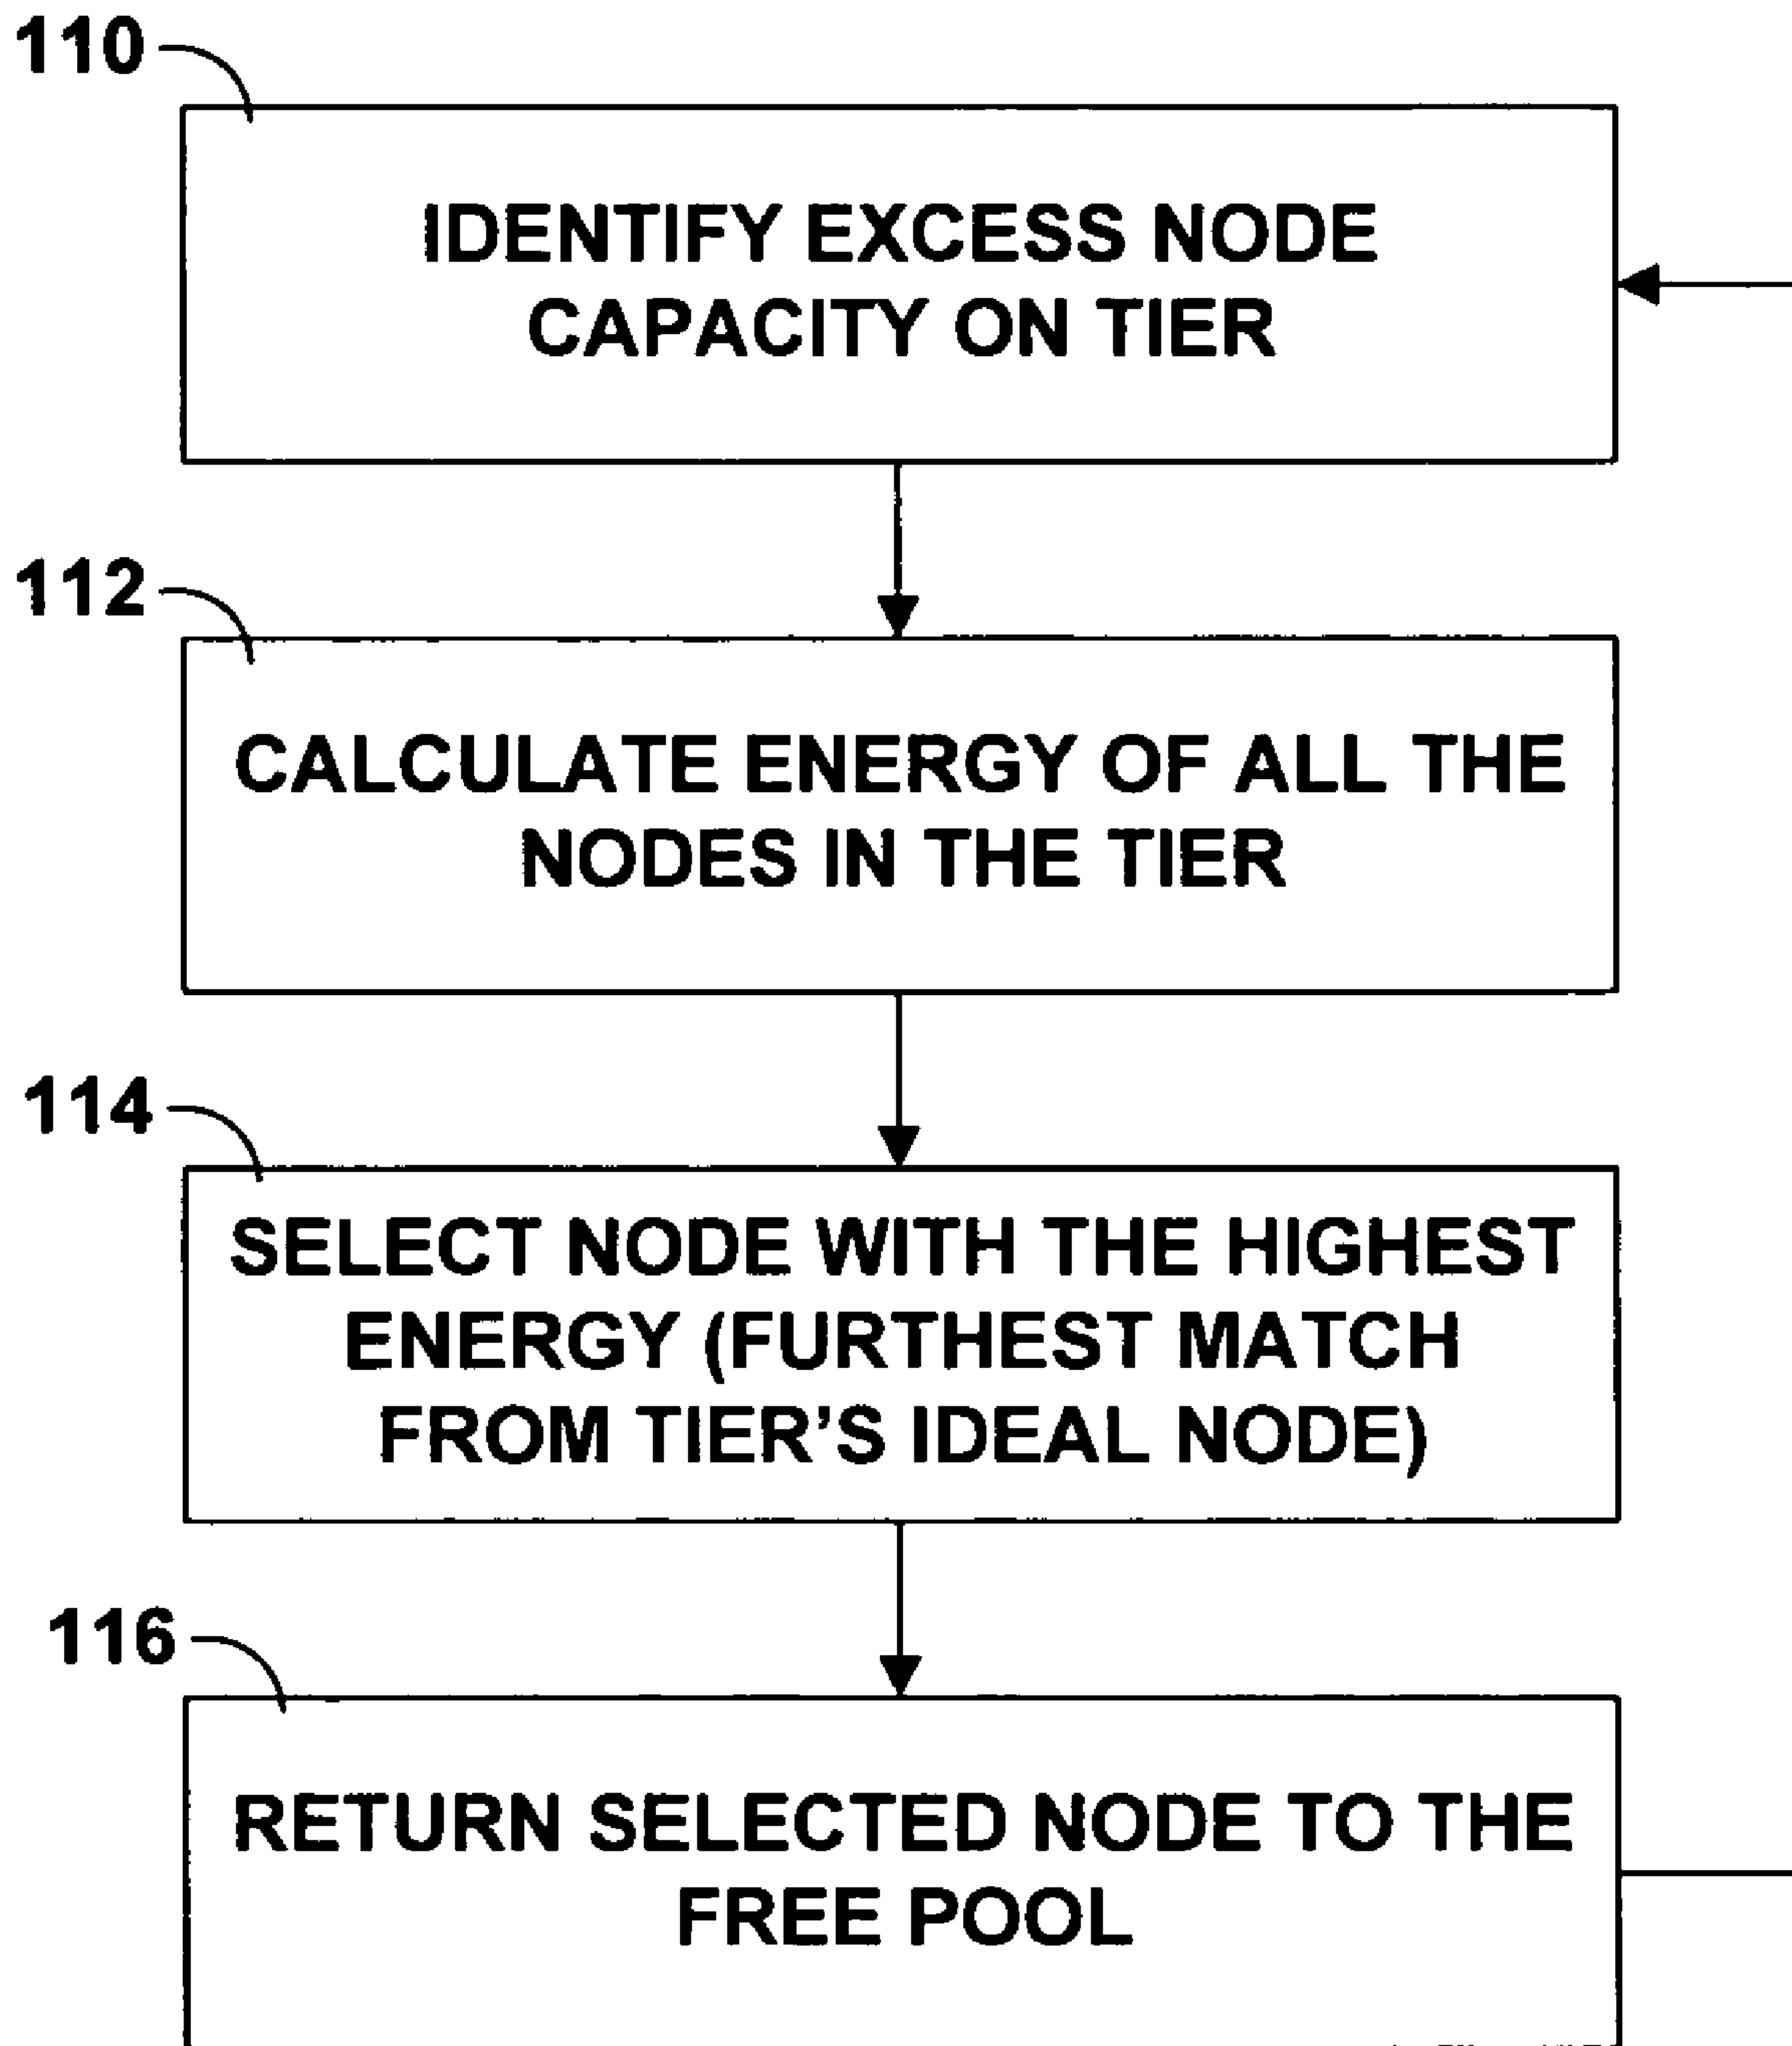 110
IDENTIFY EXCESS NODE
CAPACITY ON TIER
112
CALCULATE ENERGY OF ALL THE
NODES IN THE TIER
114
SELECT NODE WITH THE HIGHEST
ENERGY (FURTHEST MATCH
FROM TIER’S IDEAL NODE)
116
RETURN SELECTED NODE TO THE
FREE POOL